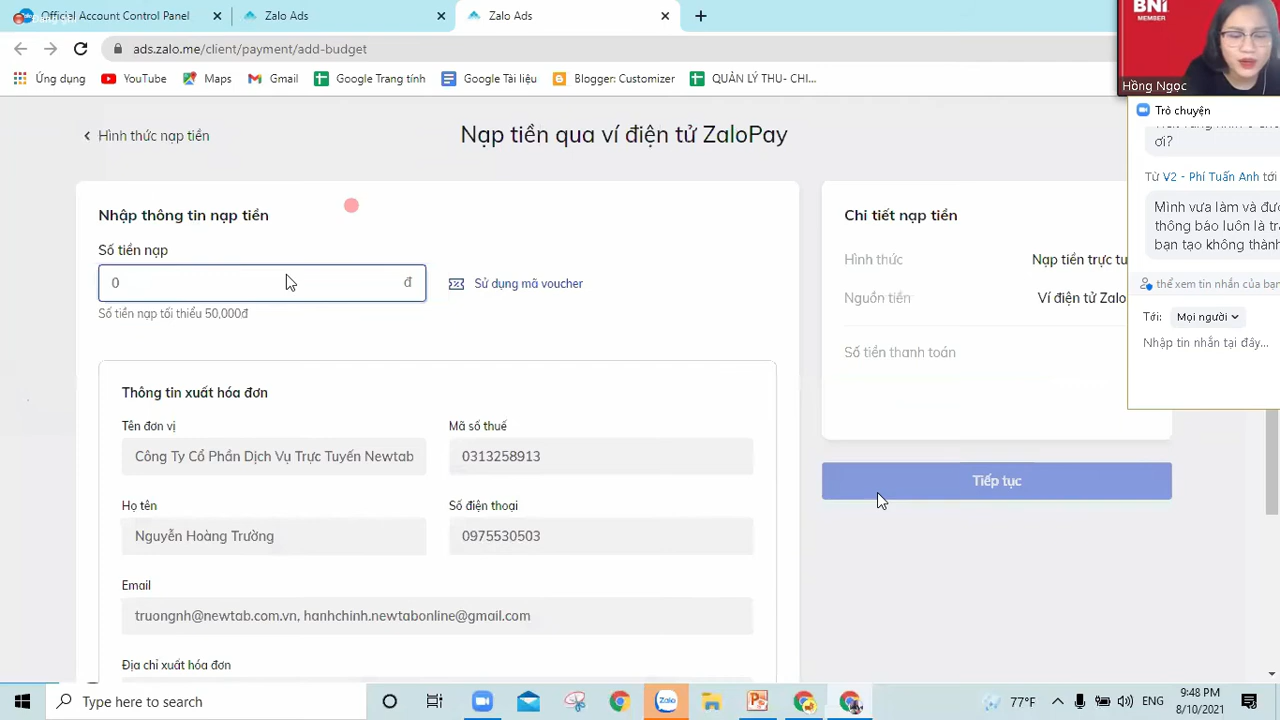 Official Account Control Panel
Zalo Ads
Zalo Ads
ads.zalo.me/client/payment/add-budget
Ứng dụng
YouTube
Maps
Gmail
Google Trang tính
Google Tài liệu
Blogger: Customizer
QUẢN LÝ THU- CHI...
BNI
MEMBER
Hồng Ngọc
Hình thức nạp tiền
Nạp tiền qua ví điện tử ZaloPay
Nhập thông tin nạp tiền
Số tiền nạp
0 đ
Sử dụng mã voucher
Số tiền nạp tối thiểu 50,000đ
Thông tin xuất hóa đơn
Tên đơn vị
Mã số thuế
Công Ty Cổ Phần Dịch Vụ Trực Tuyến Newtab
0313258913
Họ tên
Số điện thoại
Nguyễn Hoàng Trường
0975530503
Email
truongnh@newtab.com.vn, hanhchinh.newtabonline@gmail.com
Địa chỉ xuất hóa đơn
Chi tiết nạp tiền
Hình thức
Nạp tiền trực tu
Nguồn tiền
Ví điện tử Zalo
Số tiền thanh toán
Tiếp tục
Trò chuyện
ơi?
Từ V2 - Phí Tuấn Anh tới
Mình vừa làm và đượ
thông báo luôn là trạ
bạn tạo không thành
thể xem tin nhắn của bạn
Tới: Mọi người
Nhập tin nhắn tại đây...
Type here to search
Zalo
77°F
ENG
9:48 PM
8/10/2021